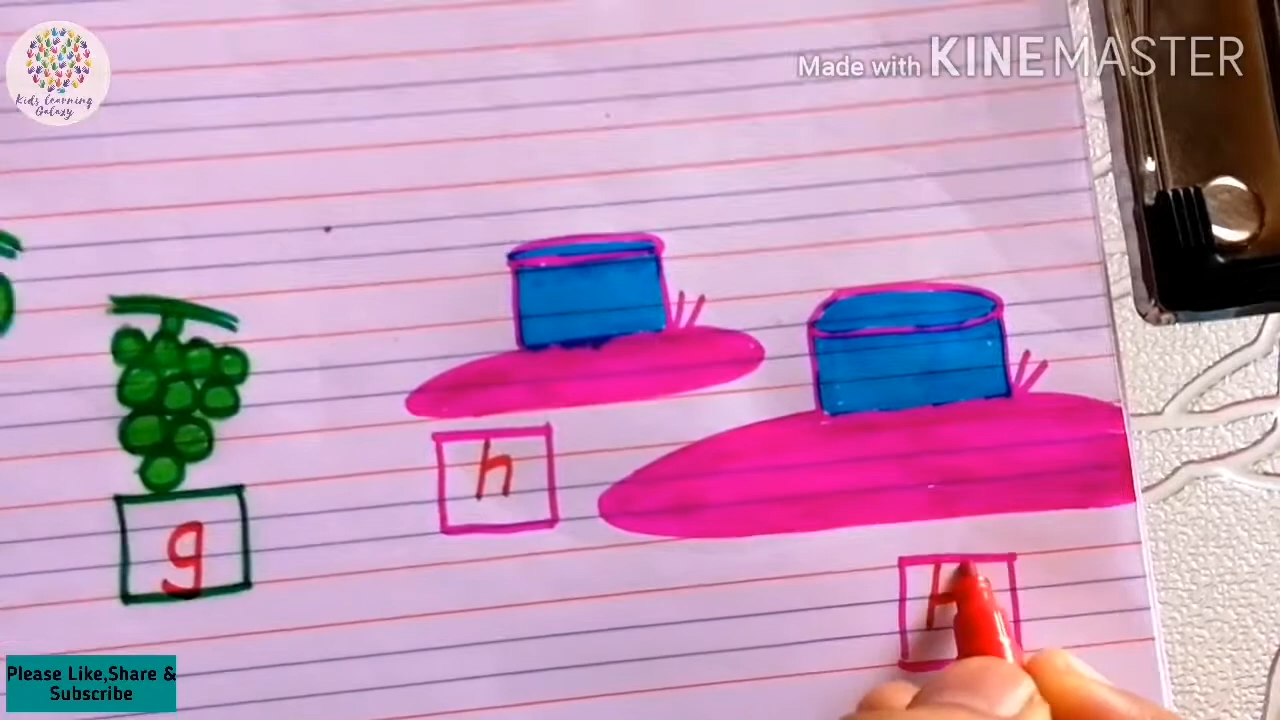 Kids Learning
Galaxy
Made with KINEMASTER
g
h
H
Please Like,Share &
Subscribe